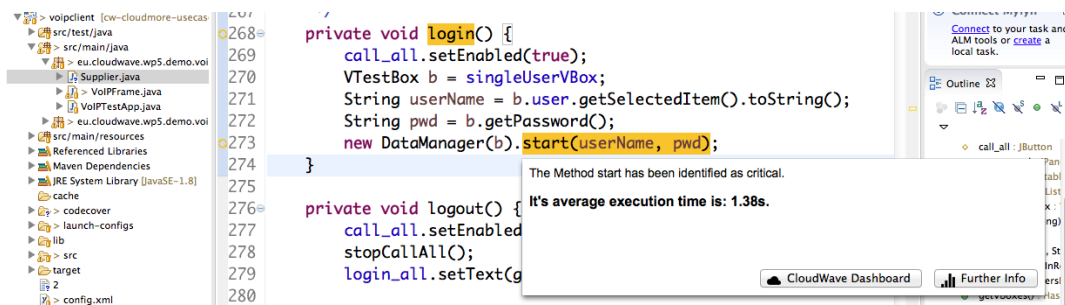 voipclient [cw-cloudmore-usecas
src/test/java
> src/main/java
> eu.cloudwave.wp5.demo.voi
Supplier.java
> VoIPFrame.java
VoIPTestApp.java
> eu.cloudwave.wp5.demo.voi
src/main/resources
Referenced Libraries
Maven Dependencies
JRE System Library [JavaSE-1.8]
cache
> codecover
> launch-configs
lib
> src
target
2
> config.xml
267 */
268 private void login() {
269 call_all.setEnabled(true);
270 VTestBox b = singleUserVBox;
271 String userName = b.user.getSelectedItem().toString();
272 String pwd = b.getPassword();
273 new DataManager(b).start(userName, pwd);
274 }
275
276 private void logout() {
277 call_all.setEnabled
278 stopCallAll();
279 login_all.setText(g
280
The Method start has been identified as critical.
It's average execution time is: 1.38s.
CloudWave Dashboard
Further Info
Connect Mylyn
Connect to your task and
ALM tools or create a
local task.
Outline
call_all : JButton